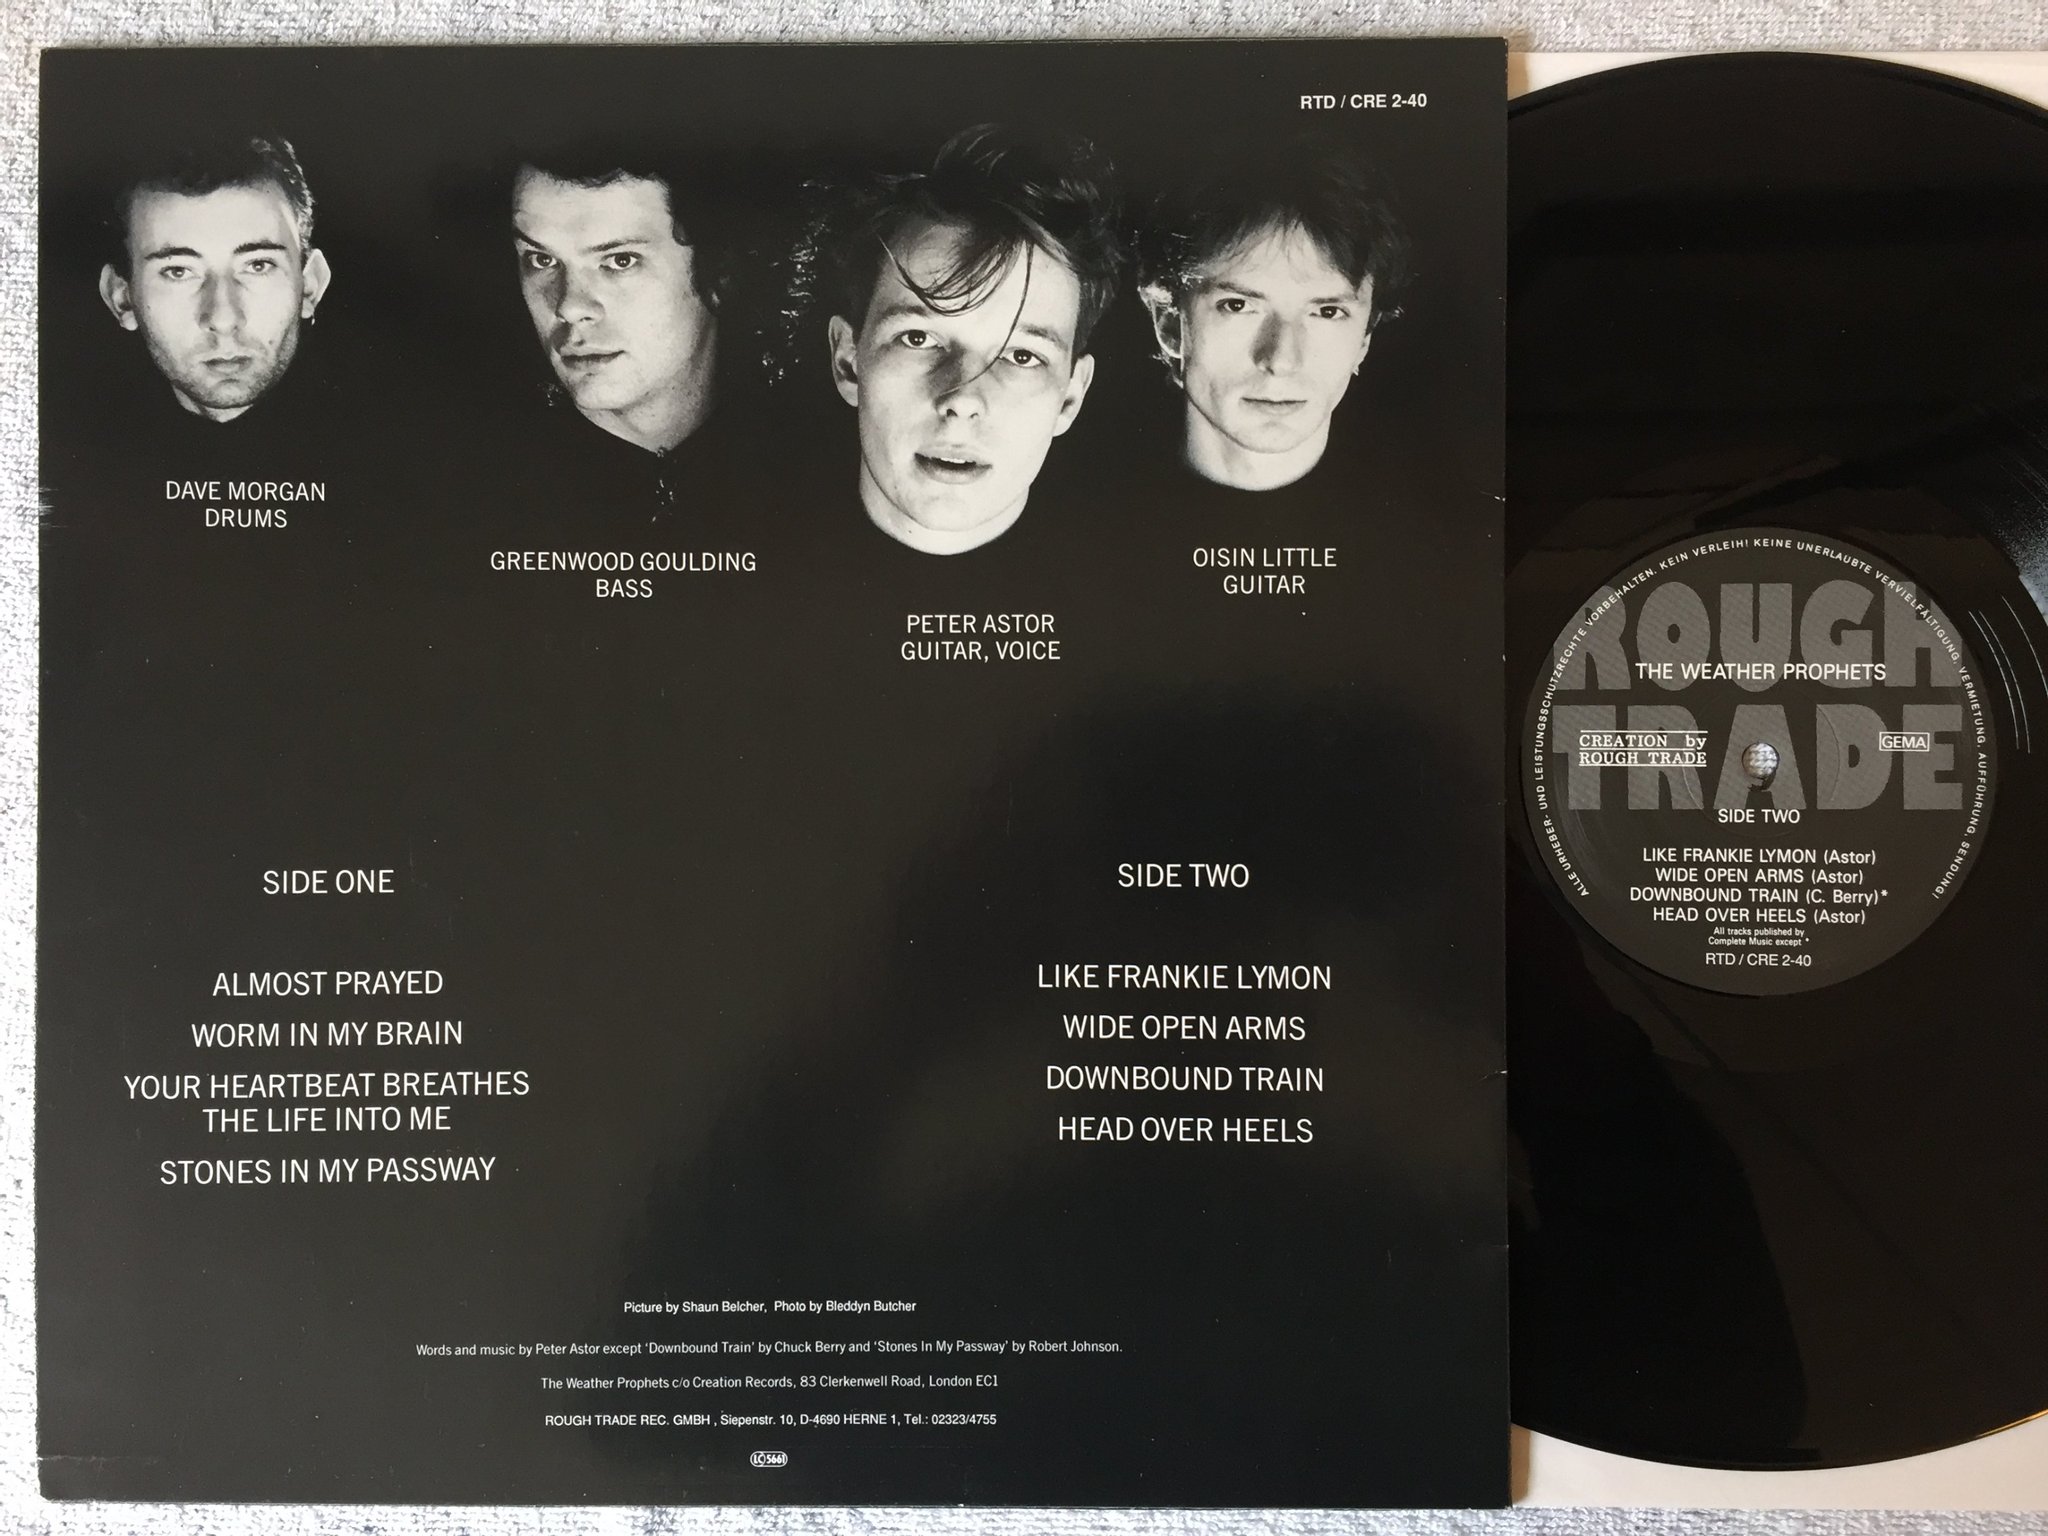 RTD / CRE 2-40
DAVE MORGAN
DRUMS
GREENWOOD GOULDING
BASS
PETER ASTOR
GUITAR, VOICE
OISIN LITTLE
GUITAR
SIDE ONE
ALMOST PRAYED
WORM IN MY BRAIN
YOUR HEARTBEAT BREATHES
THE LIFE INTO ME
STONES IN MY PASSWAY
SIDE TWO
LIKE FRANKIE LYMON
WIDE OPEN ARMS
DOWNBOUND TRAIN
HEAD OVER HEELS
Picture by Shaun Belcher, Photo by Bleddyn Butcher
Words and music by Peter Astor except ‘Downbound Train’ by Chuck Berry and ‘Stones In My Passway’ by Robert Johnson.
The Weather Prophets c/o Creation Records, 83 Clerkenwell Road, London EC1
ROUGH TRADE REC. GMBH , Siepenstr. 10, D-4690 HERNE 1, Tel.: 02323/4755
LC 5661
ALLE URHEBER- UND LEISTUNGSSCHUTZRECHTE VORBEHALTEN. KEIN VERLEIH! KEINE UNERLAUBTE VERVIELFÄLTIGUNG, VERMIETUNG, AUFFÜHRUNG, SENDUNG!
ROUGH
TRADE
THE WEATHER PROPHETS
CREATION by
ROUGH TRADE
GEMA
SIDE TWO
LIKE FRANKIE LYMON (Astor)
WIDE OPEN ARMS (Astor)
DOWNBOUND TRAIN (C. Berry)*
HEAD OVER HEELS (Astor)
All tracks published by
Complete Music except *
RTD / CRE 2-40